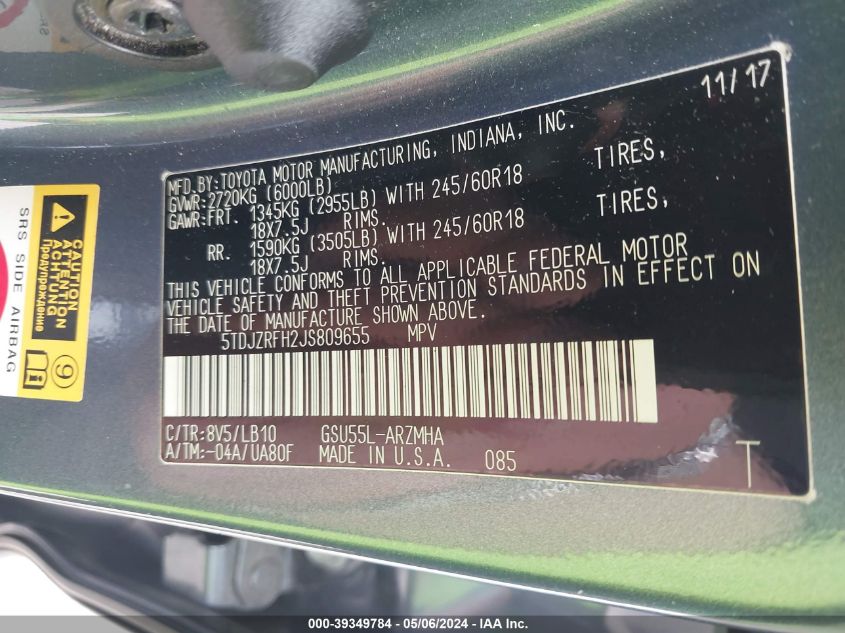 11/17
MFD.BY:TOYOTA MOTOR MANUFACTURING, INDIANA, INC.
GVWR:2720KG (6000LB)
GAWR:FRT. 1345KG (2955LB) WITH 245/60R18 TIRES,
18X7.5J RIMS.
RR. 1590KG (3505LB) WITH 245/60R18 TIRES,
18X7.5J RIMS.
THIS VEHICLE CONFORMS TO ALL APPLICABLE FEDERAL MOTOR
VEHICLE SAFETY AND THEFT PREVENTION STANDARDS IN EFFECT ON
THE DATE OF MANUFACTURE SHOWN ABOVE.
5TDJZRFH2JS809655 MPV
C/TR:8V5/LB10 GSU55L-ARZMHA
A/TM:-04A/UA80F MADE IN U.S.A. 085
T
SRS SIDE AIRBAG
CAUTION
ATTENTION
ACHTUNG
Предупреждение
9
000-39349784 - 05/06/2024 - IAA Inc.